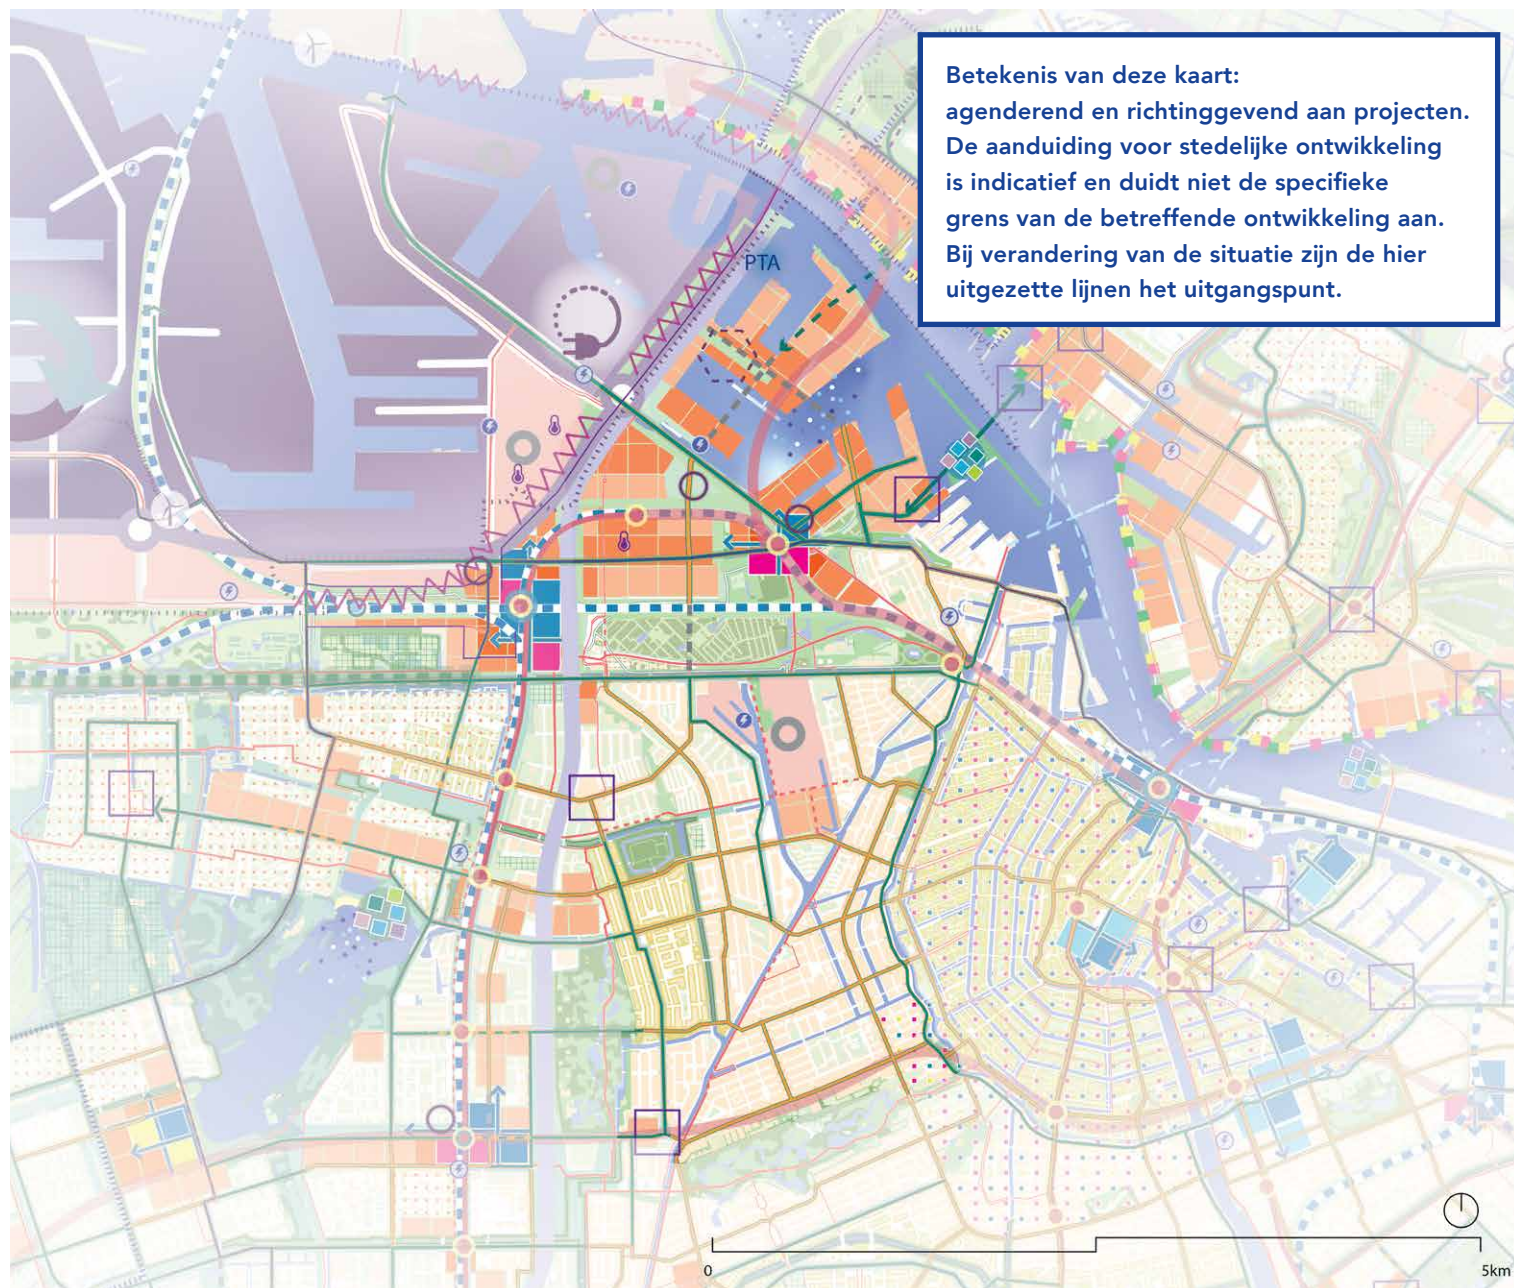 Betekenis van deze kaart:
agenderend en richtinggevend aan projecten.
De aanduiding voor stedelijke ontwikkeling
is indicatief en duidt niet de specifieke
grens van de betreffende ontwikkeling aan.
Bij verandering van de situatie zijn de hier
uitgezette lijnen het uitgangspunt.
PTA
0
5km